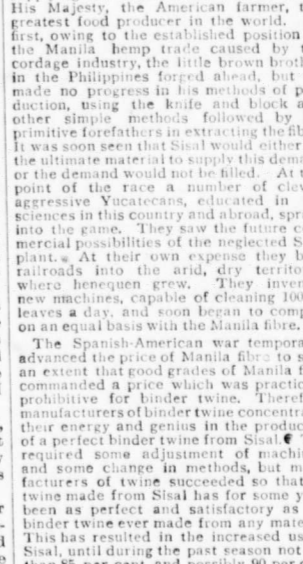 His Majesty, the American farmer, t
greatest food producer in the world.
first, owing to the established position
the Manila hemp trade caused by t
cordage industry, the little brown broth
in the Philippines forged ahead, but
made no progress in his methods of p
duction, using the knife and block a
other simple methods followed by
primitive forefathers in extracting the fib
It was soon seen that Sisal would either
the ultimate material to supply this dem
or the demand would not be filled. At t
point of the race a number of cle
aggressive Yucatecans, educated in
sciences in this country and abroad, spr
into the game. They saw the future c
mercial possibilities of the neglected S
plant. At their own expense they b
railroads into the arid, dry territo
where henequen grew. They inven
new machines, capable of cleaning 100
leaves a day, and soon began to comp
on an equal basis with the Manila fibre.
The Spanish-American war tempora
advanced the price of Manila fibre to s
an extent that good grades of Manila f
commanded a price which was practic
prohibitive for binder twine. Theref
manufacturers of binder twine concentr
their energy and genius in the produc
of a perfect binder twine from Sisal.
required some adjustment of machin
and some change in methods, but m
facturers of twine succeeded so that
twine made from Sisal has for some y
been as perfect and satisfactory as
binder twine ever made from any mate
This has resulted in the increased us
Sisal, until during the past season not
than 85 per cent. and possibly 90 per